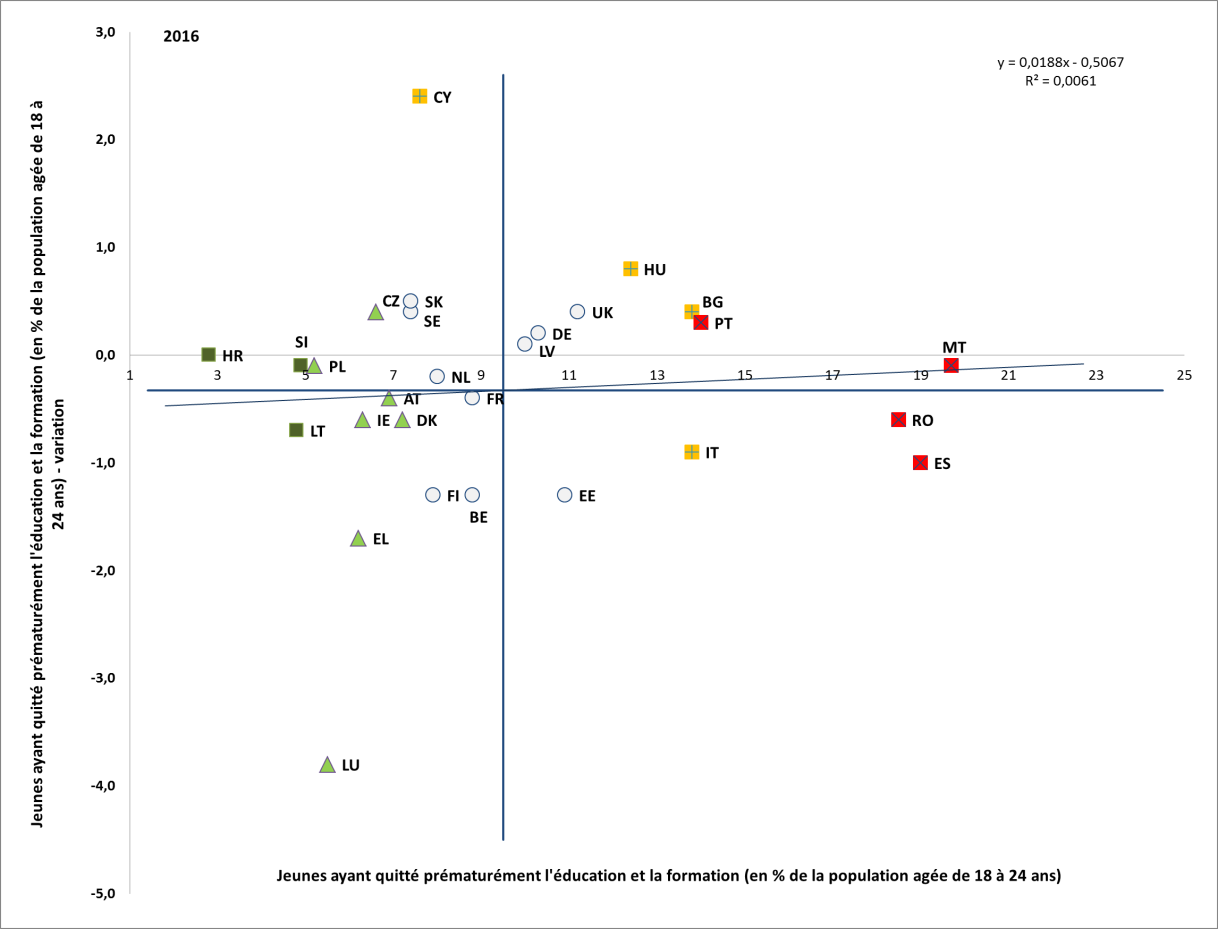 3,0
2016
y = 0,0188x - 0,5067
R² = 0,0061
CY
2,0
1,0
HU
CZ
SK
BG
SE
UK
PT
DE
SI
LV
MT
0,0
HR
PL
1
3
5
7
9
11
13
15
17
19
21
23
25
NL
AT
FR
IE
DK
RO
LT
IT
-1,0
ES
FI
EE
BE
EL
-2,0
-3,0
LU
-4,0
-5,0
Jeunes ayant quitté prématurément l'éducation et la formation (en % de la population agée de 18 à
24 ans) - variation
Jeunes ayant quitté prématurément l'éducation et la formation (en % de la population agée de 18 à 24 ans)